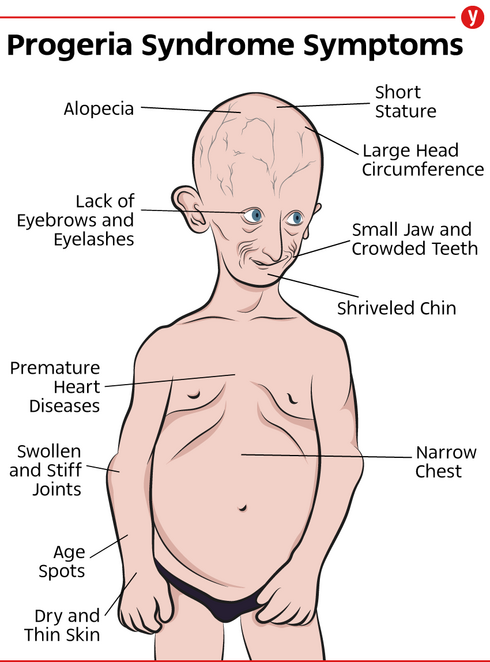 y
Progeria Syndrome Symptoms
Alopecia
Short
Stature
Large Head
Circumference
Lack of
Eyebrows and
Eyelashes
Small Jaw and
Crowded Teeth
Shriveled Chin
Premature
Heart
Diseases
Swollen
and Stiff
Joints
Narrow
Chest
Age
Spots
Dry and
Thin Skin